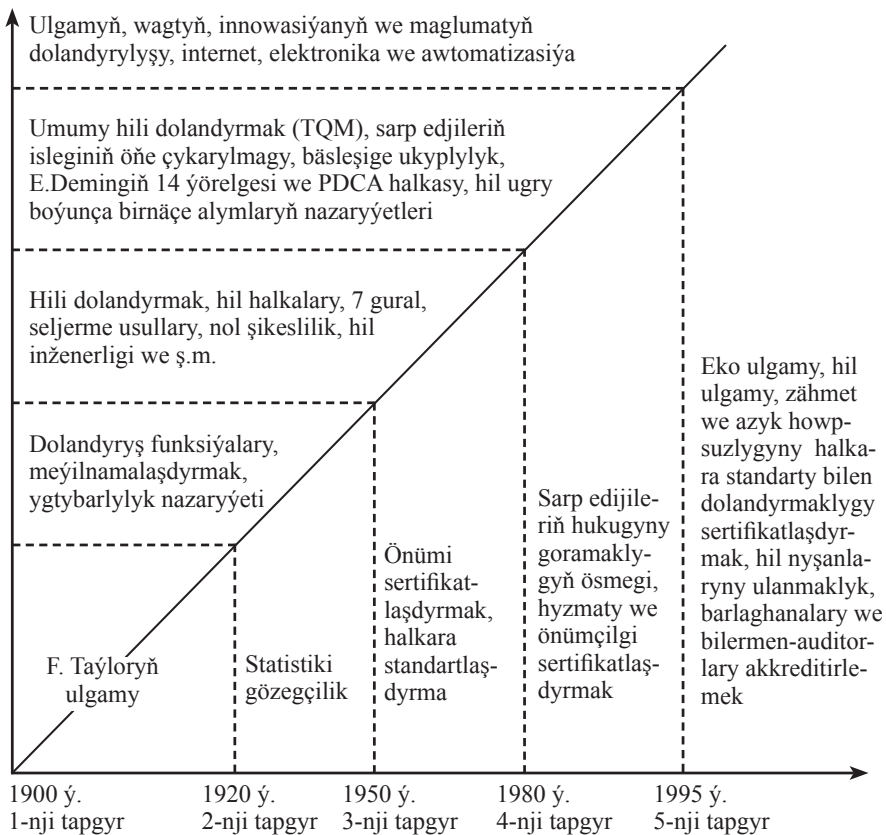 Ulgamyň, wagtyň, innowasiýanyň we maglumatyň
dolandyrylyşy, internet, elektronika we awtomatizasiýa
Umumy hili dolandyrmak (TQM), sarp edjileriň
isleginiň öňe çykarylmagy, bäsleşige ukyplylyk,
E.Demingiň 14 ýörelgesi we PDCA halkasy, hil ugry
boýunça birnäçe alymlaryň nazaryýetleri
Hili dolandyrmak, hil halkalary, 7 gural,
seljerme usullary, nol şikeslilik, hil
inženerligi we ş.m.
Dolandyryş funksiýalary,
meýilnamalaşdyrmak,
ygtybarlylyk nazaryýeti
F. Taýloryň
ulgamy
Statistiki
gözegçilik
Önümi
sertifikat-
laşdyrmak,
halkara
standartlaş-
dyrma
Sarp edijile-
riň hukugyny
goramakly-
gyň ösmegi,
hyzmaty we
önümçilgi
sertifikatlaş-
dyrmak
Eko ulgamy, hil
ulgamy, zähmet
we azyk howp-
suzlygyny halka-
ra standarty bilen
dolandyrmaklygy
sertifikatlaşdyr-
mak, hil nyşanla-
ryny ulanmaklyk,
barlaghanalary we
bilermen-auditor-
lary akkreditirle-
mek
1900 ý.
1-nji tapgyr
1920 ý.
2-nji tapgyr
1950 ý.
3-nji tapgyr
1980 ý.
4-nji tapgyr
1995 ý.
5-nji tapgyr